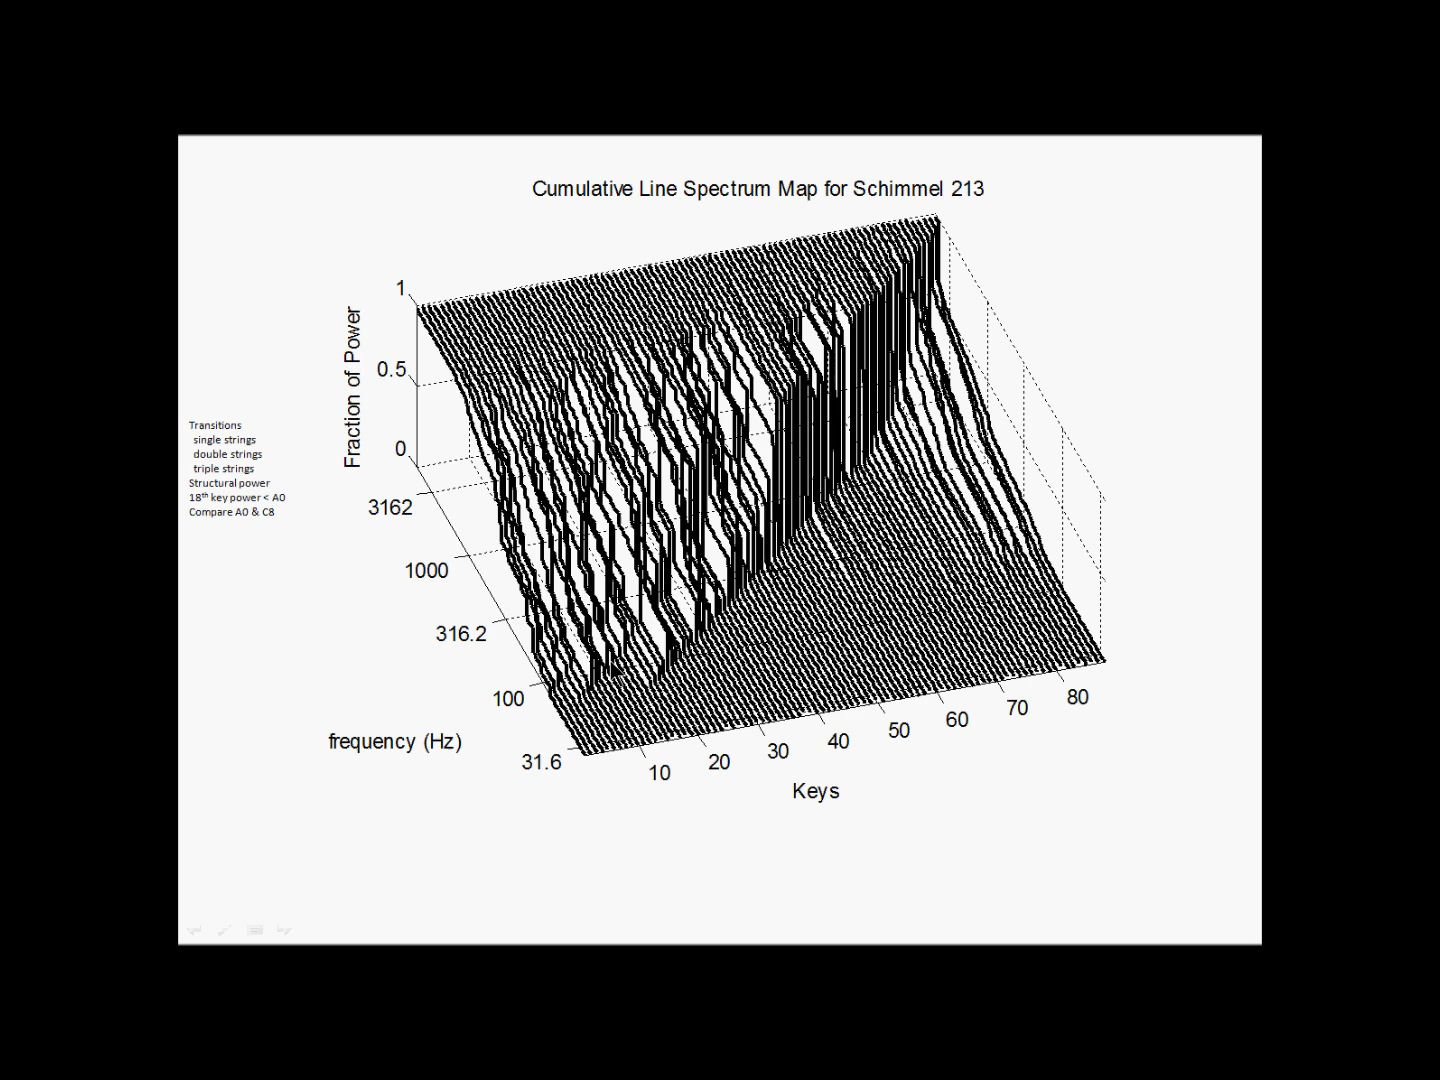 Cumulative Line Spectrum Map for Schimmel 213
1
0.5
0
Fraction of Power
Transitions
single strings
double strings
triple strings
Structural power
18th key power < A0
Compare A0 & C8
3162
1000
316.2
100
31.6
frequency (Hz)
10
20
30
40
50
60
70
80
Keys